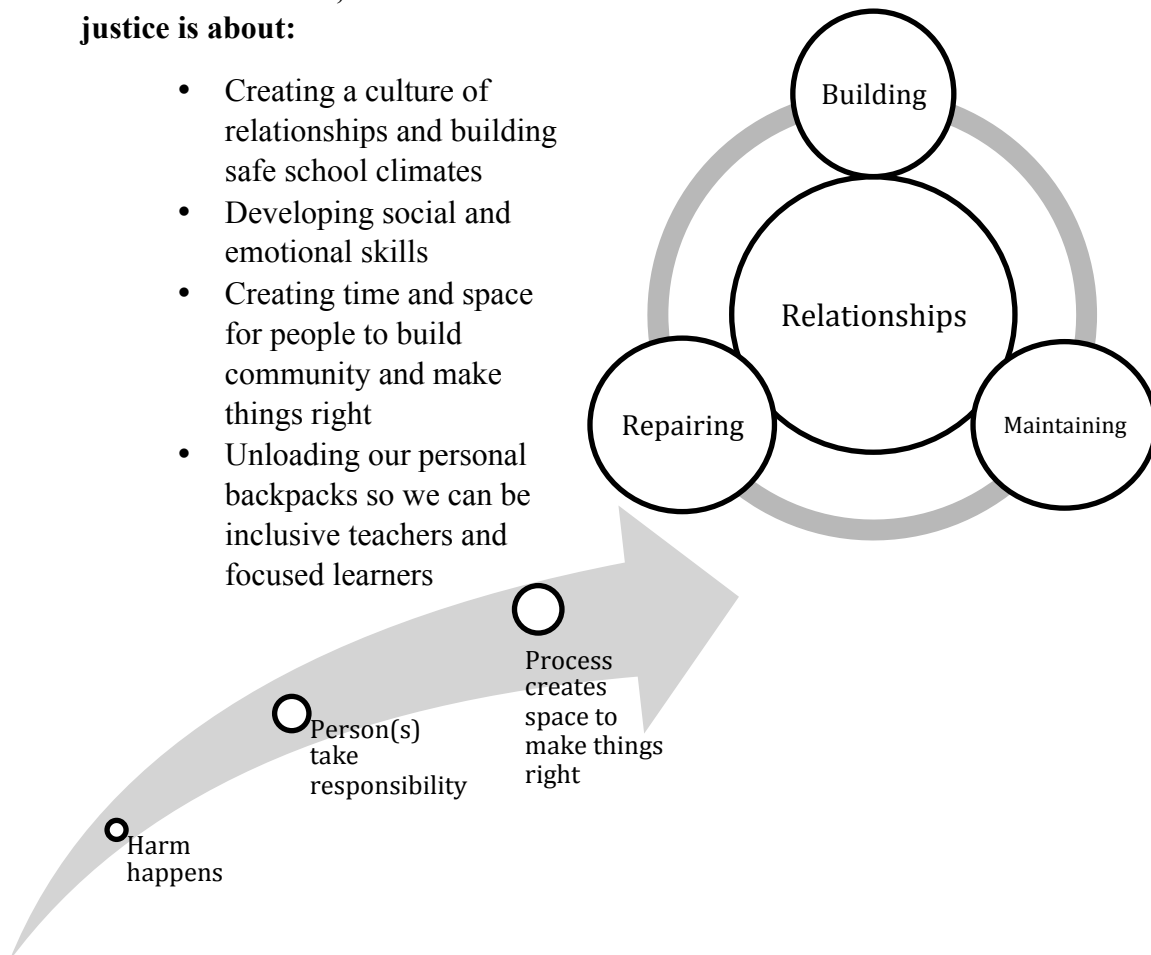 justice is about:
• Creating a culture of
relationships and building
safe school climates
• Developing social and
emotional skills
• Creating time and space
for people to build
community and make
things right
• Unloading our personal
backpacks so we can be
inclusive teachers and
focused learners
Building
Relationships
Repairing
Maintaining
Process
creates
space to
make things
right
Person(s)
take
responsibility
Harm
happens